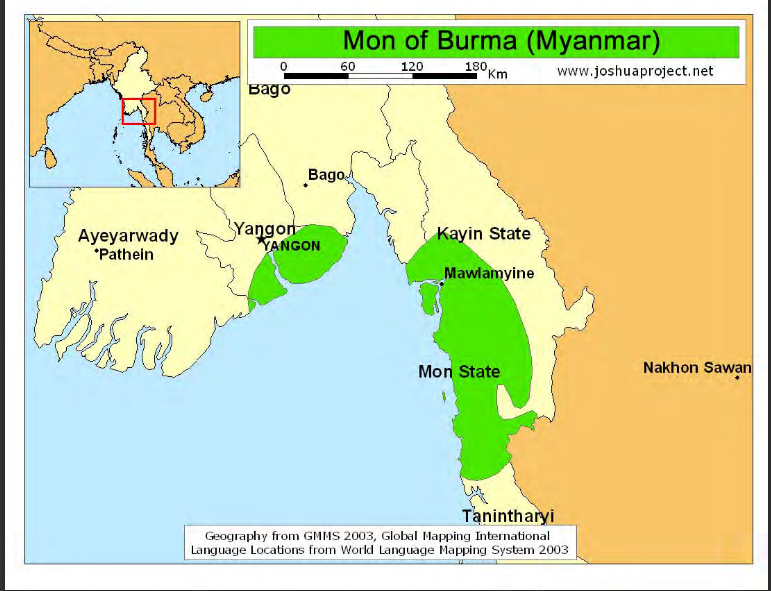 Mon of Burma (Myanmar)
0 60 120 180 Km
www.joshuaproject.net
Bago
Bago
Ayeyarwady
Pathein
Yangon
YANGON
Kayin State
Mawlamyine
Mon State
Nakhon Sawan
Tanintharyi
Geography from GMMS 2003, Global Mapping International
Language Locations from World Language Mapping System 2003